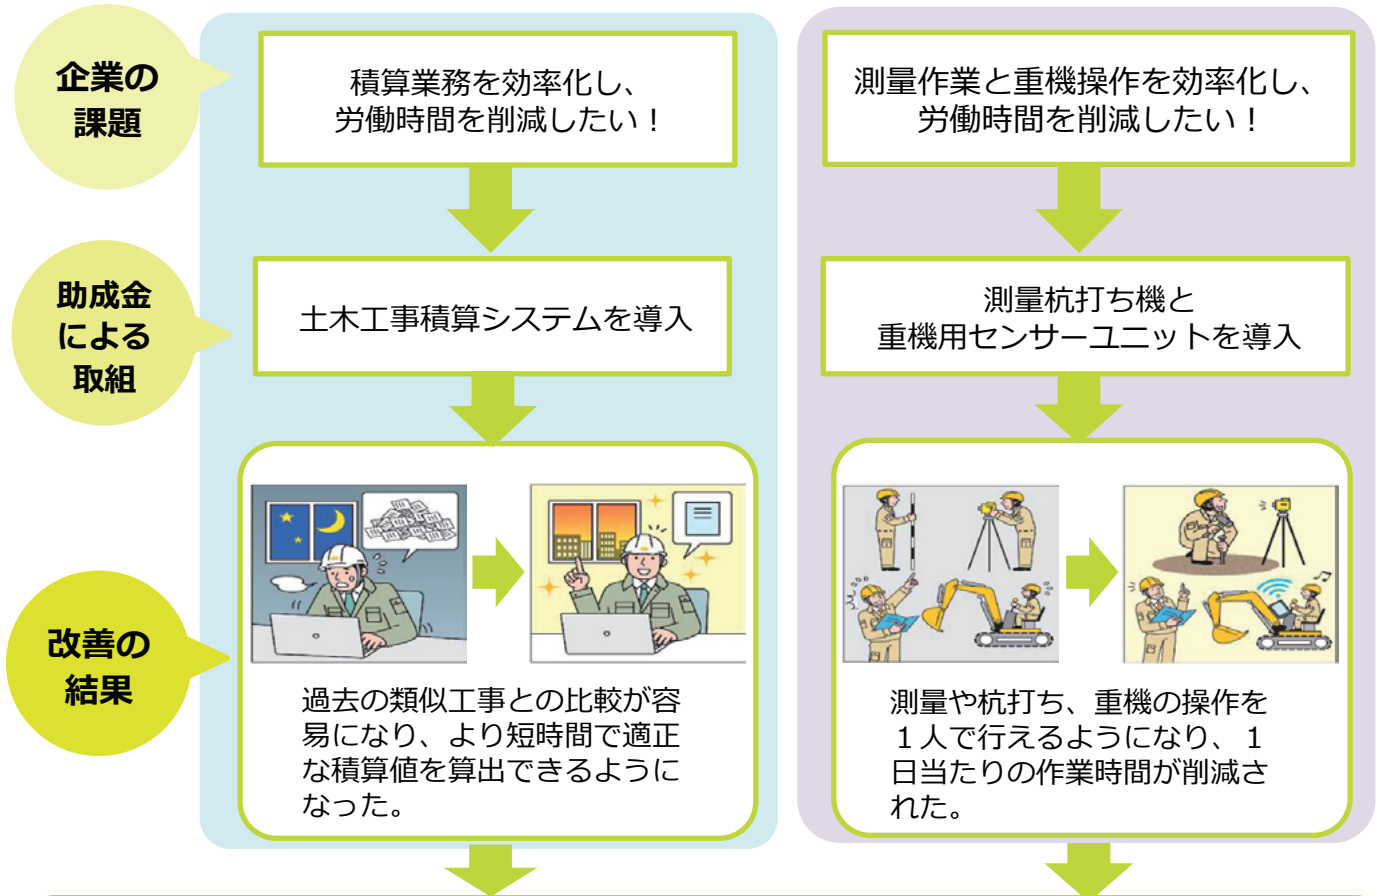 企業の
課題
積算業務を効率化し、
労働時間を削減したい！
測量作業と重機操作を効率化し、
労働時間を削減したい！
助成金
による
取組
土木工事積算システムを導入
測量杭打ち機と
重機用センサーユニットを導入
改善の
結果
過去の類似工事との比較が容
易になり、より短時間で適正
な積算値を算出できるように
なった。
測量や杭打ち、重機の操作を
１人で行えるようになり、１
日当たりの作業時間が削減さ
れた。